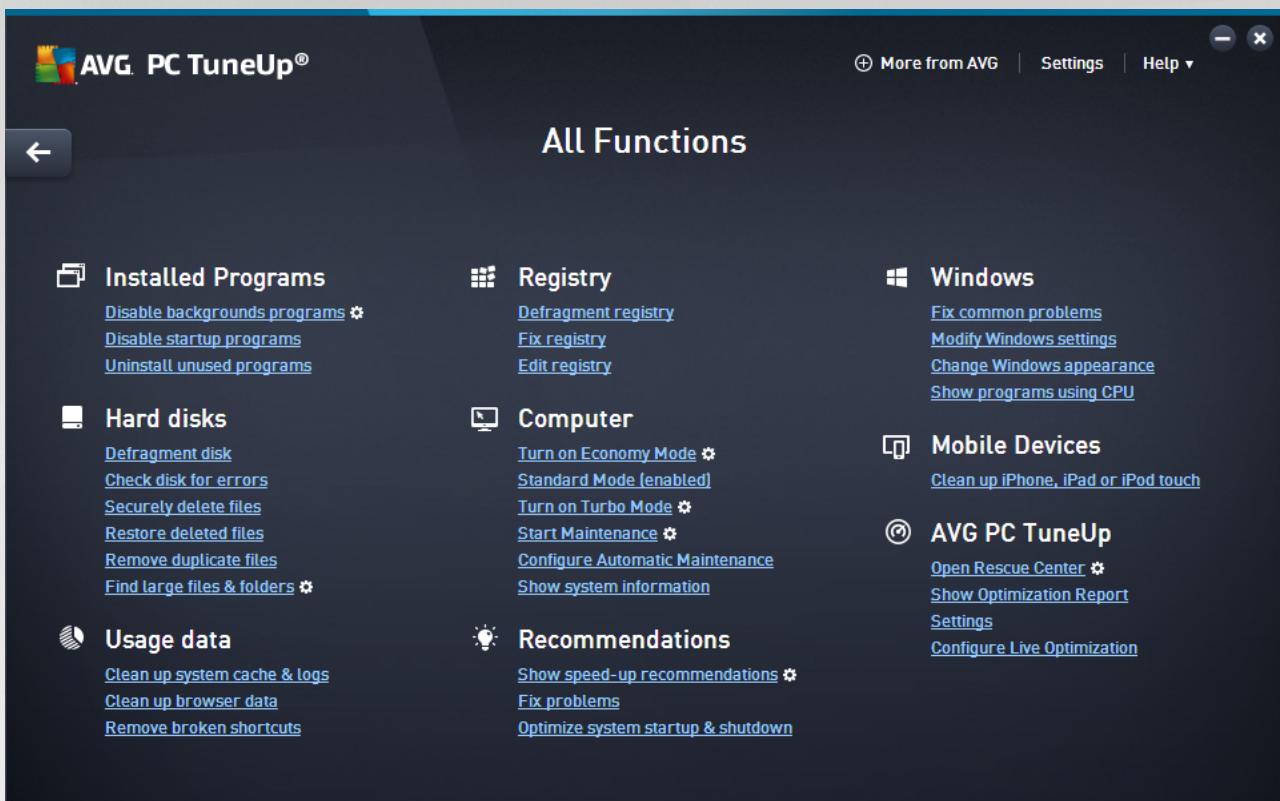 AVG. PC TuneUp®
More from AVG
Settings
Help
All Functions
Installed Programs
Disable backgrounds programs
Disable startup programs
Uninstall unused programs
Hard disks
Defragment disk
Check disk for errors
Securely delete files
Restore deleted files
Remove duplicate files
Find large files & folders
Usage data
Clean up system cache & logs
Clean up browser data
Remove broken shortcuts
Registry
Defragment registry
Fix registry
Edit registry
Computer
Turn on Economy Mode
Standard Mode (enabled)
Turn on Turbo Mode
Start Maintenance
Configure Automatic Maintenance
Show system information
Recommendations
Show speed-up recommendations
Fix problems
Optimize system startup & shutdown
Windows
Fix common problems
Modify Windows settings
Change Windows appearance
Show programs using CPU
Mobile Devices
Clean up iPhone, iPad or iPod touch
AVG PC TuneUp
Open Rescue Center
Show Optimization Report
Settings
Configure Live Optimization